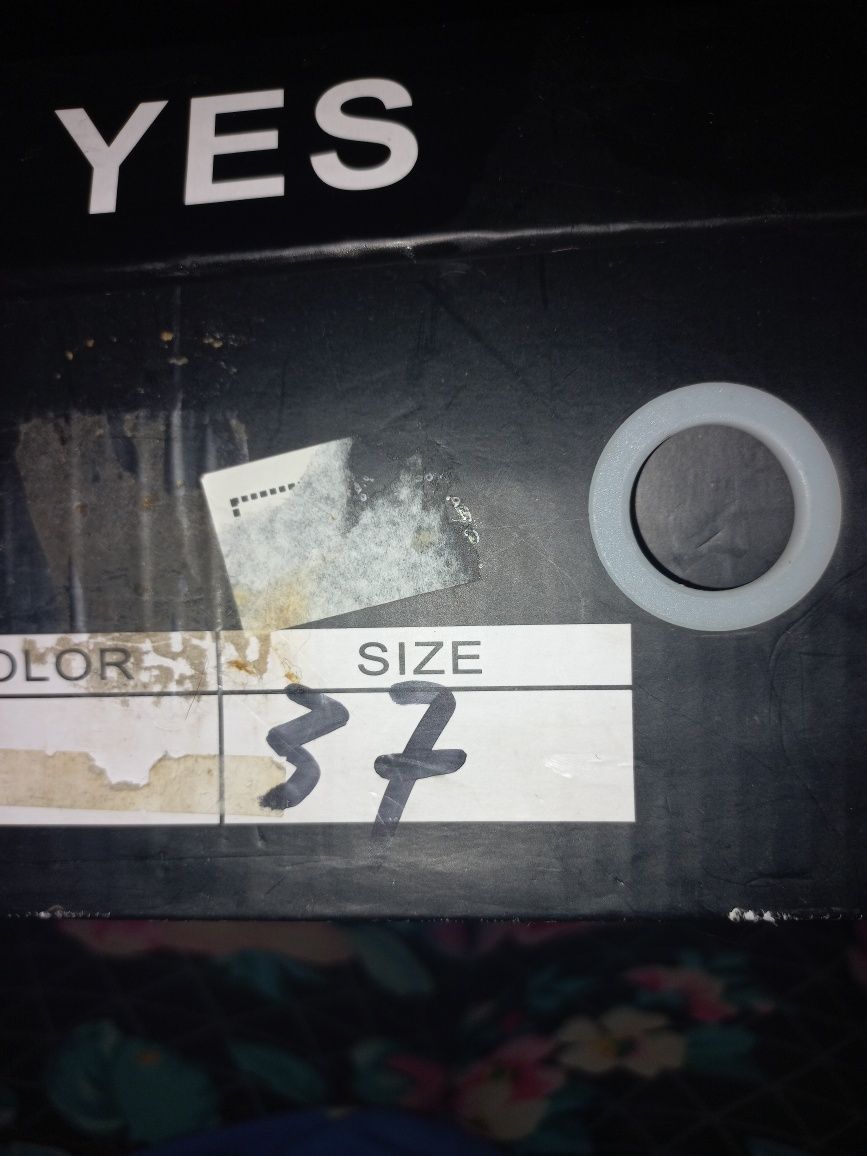 YES
OLOR SIZE
37